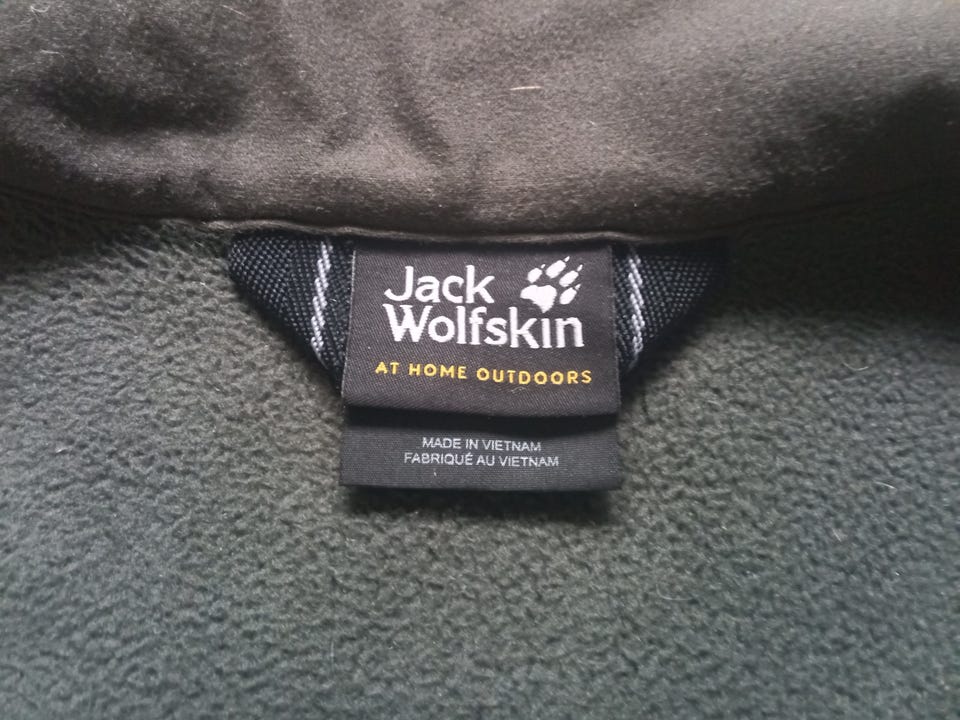 Jack
Wolfskin
AT HOME OUTDOORS
MADE IN VIETNAM
FABRIQUÉ AU VIETNAM